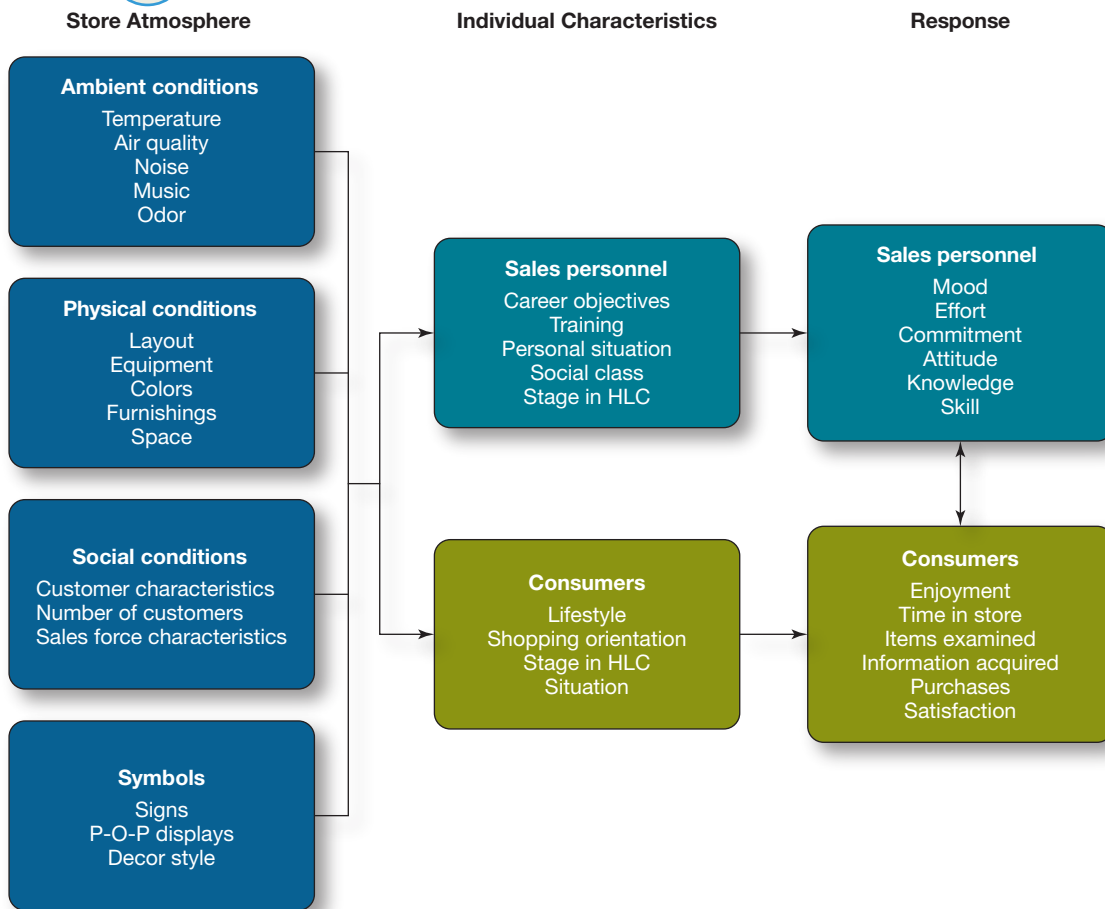 Store Atmosphere
Individual Characteristics
Response
Ambient conditions
Temperature
Air quality
Noise
Music
Odor
Physical conditions
Layout
Equipment
Colors
Furnishings
Space
Social conditions
Customer characteristics
Number of customers
Sales force characteristics
Symbols
Signs
P-O-P displays
Decor style
Sales personnel
Career objectives
Training
Personal situation
Social class
Stage in HLC
Consumers
Lifestyle
Shopping orientation
Stage in HLC
Situation
Sales personnel
Mood
Effort
Commitment
Attitude
Knowledge
Skill
Consumers
Enjoyment
Time in store
Items examined
Information acquired
Purchases
Satisfaction